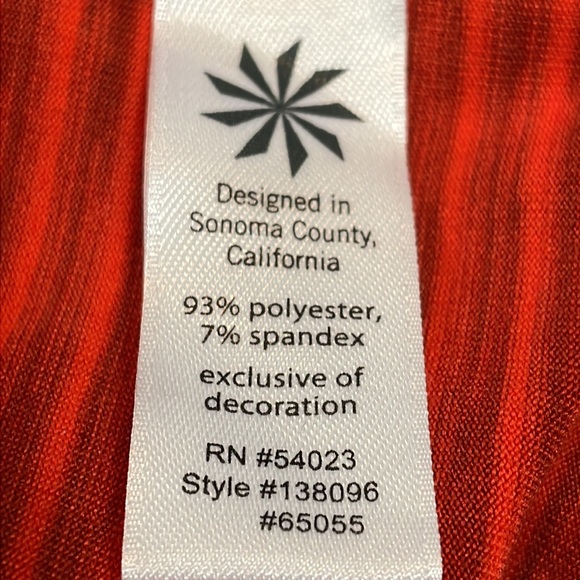 Designed in
Sonoma County,
California
93% polyester,
7% spandex
exclusive of
decoration
RN #54023
Style #138096
#65055